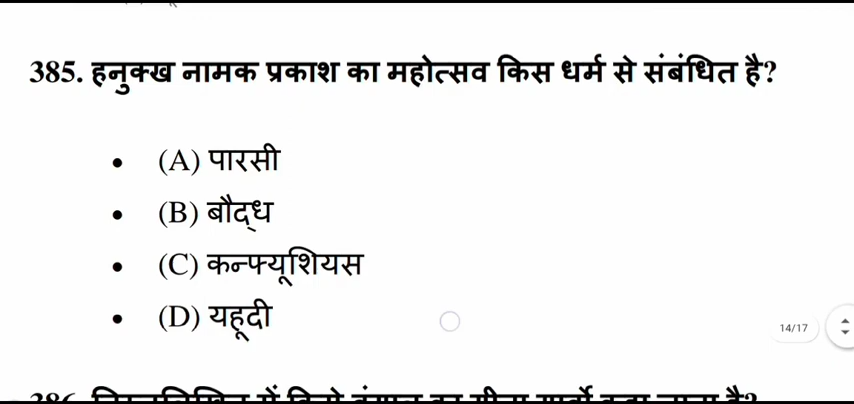 385. हनुक्ख नामक प्रकाश का महोत्सव किस धर्म से संबंधित है?
• (A) पारसी
• (B) बौद्ध
• (C) कन्फ्यूशियस
• (D) यहूदी
14/17